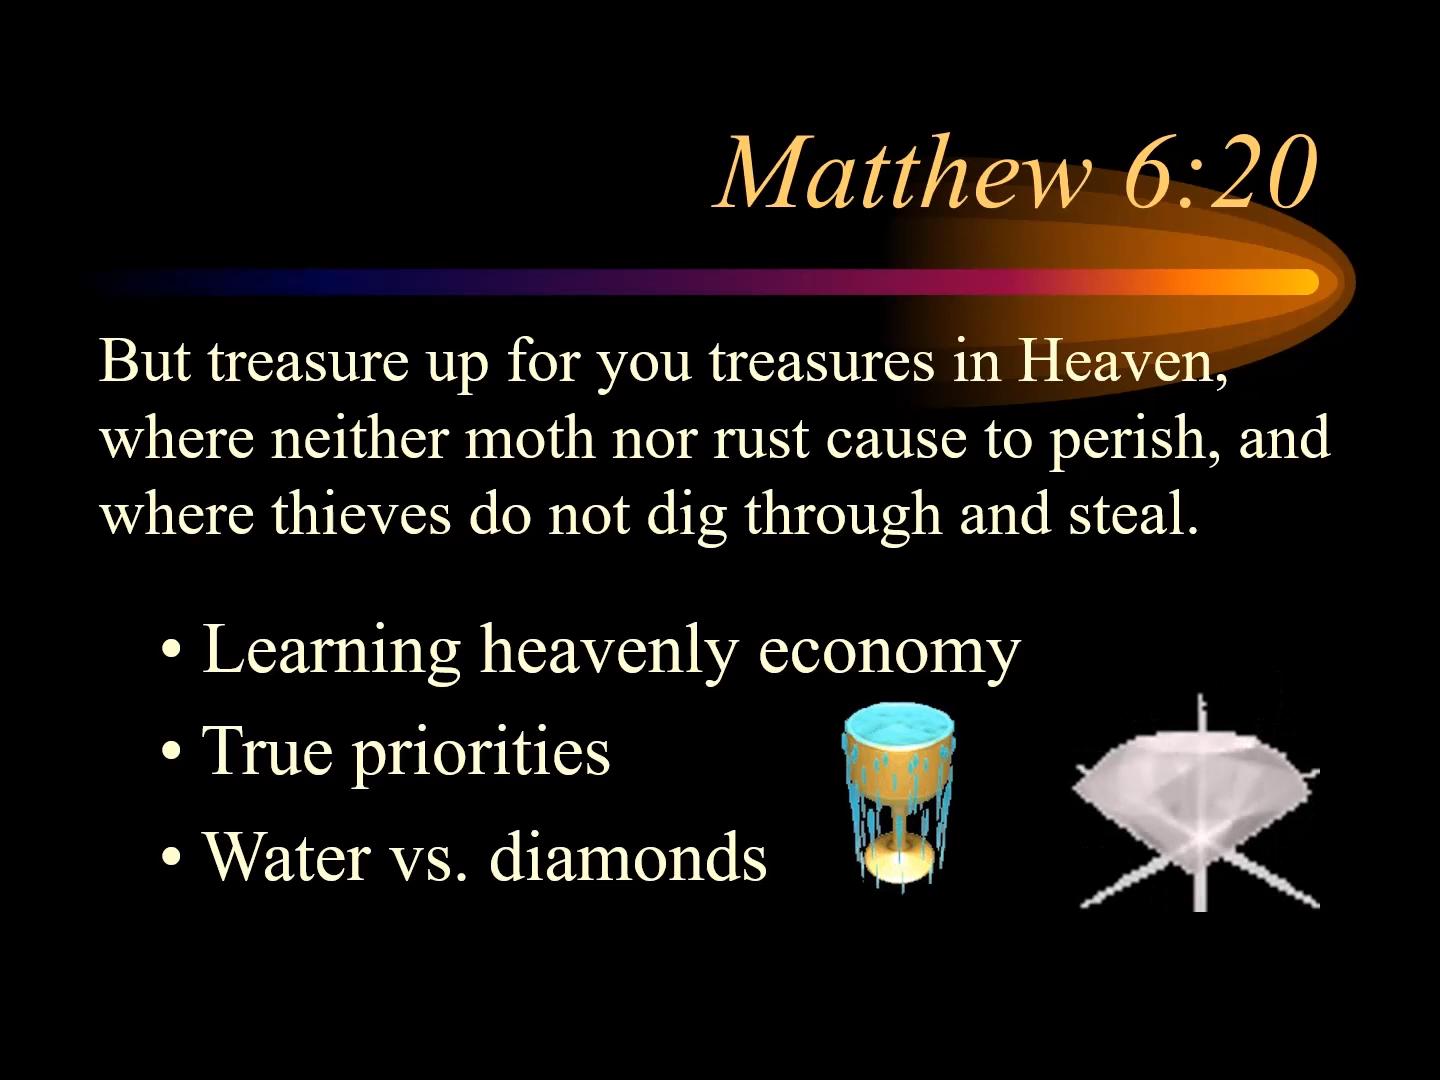 Matthew 6:20
But treasure up for you treasures in Heaven,
where neither moth nor rust cause to perish, and
where thieves do not dig through and steal.
• Learning heavenly economy
• True priorities
• Water vs. diamonds